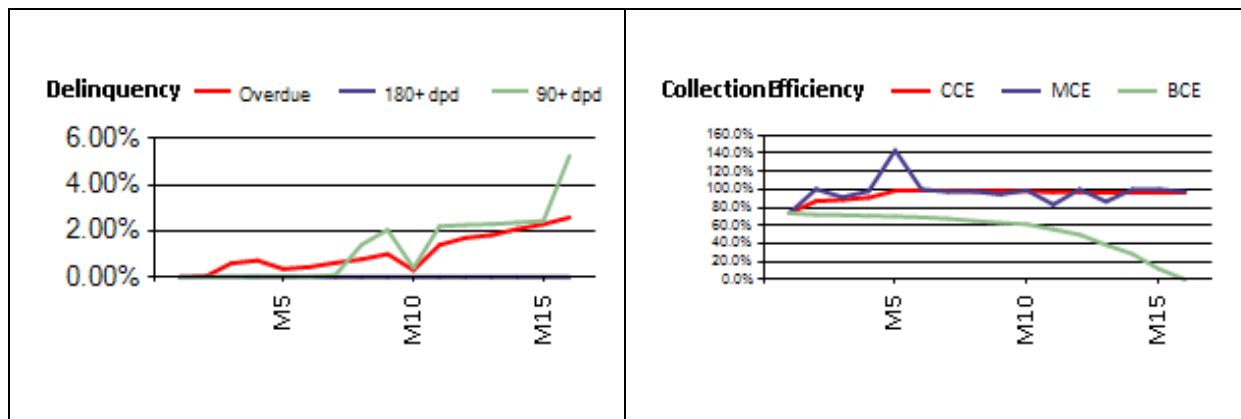 Delinquency Overdue 180+ dpd 90+ dpd
6.00%
4.00%
2.00%
0.00%
M5
M10
M15
Collection Efficiency CCE MCE BCE
160.0%
140.0%
120.0%
100.0%
80.0%
60.0%
40.0%
20.0%
0.0%
M5
M10
M15